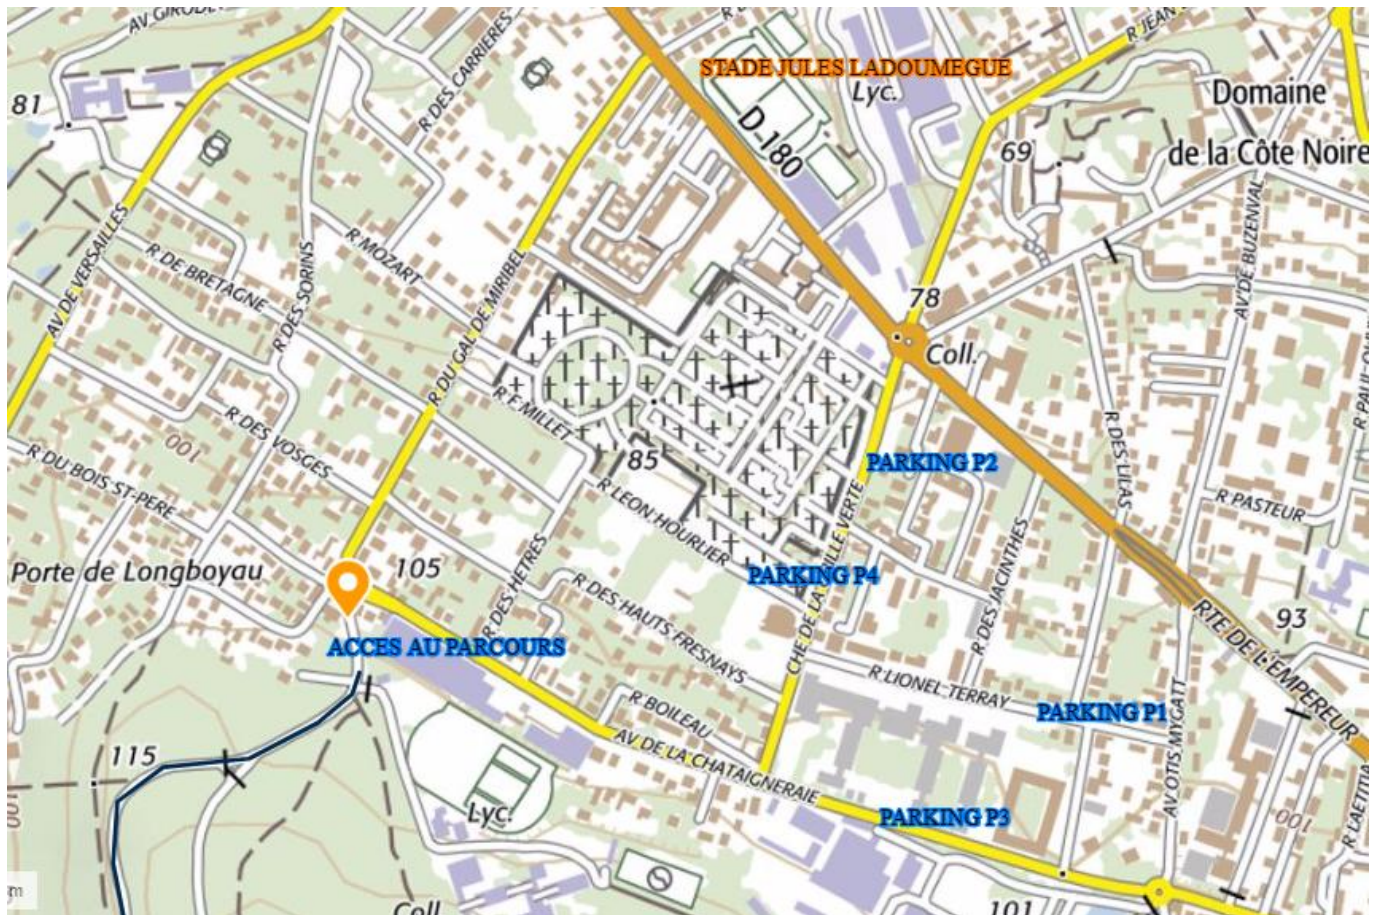 AV GIRODE
R DES CARRIERES
STADE JULES LADOUMEGUE
Lyc.
R JEAN
81
D-180
Domaine
de la Côte Noire
69
AV DE VERSAILLES
R DE BRETAGNE
R DES SORINS
R MOZART
R DU GAL DE MIRIBEL
AV DE BUZENVAL
78
Coll.
R F MILLET
R DES VOSGES
100
85
R LEON HOURLIER
PARKING P2
R DES LILAS
R PASTEUR
R DU BOIS ST-PERE
Porte de Longboyau
105
R DES HETRES
R DES HAUTS FRESNAYS
PARKING P4
CHE DE LA VILLE VERTE
R DES JACINTHES
93
RTE DE L'EMPEREUR
ACCES AU PARCOURS
R BOILEAU
R LIONEL TERRAY
PARKING P1
AV OTIS MYGATT
115
AV DE LA CHATAIGNERAIE
Lyc.
PARKING P3
100
R LAETITIA
Coll
101
m